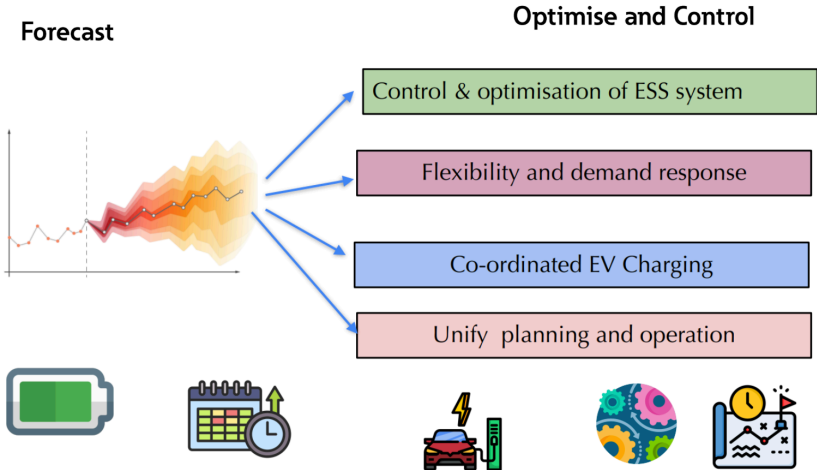 Forecast
Optimise and Control
Control & optimisation of ESS system
Flexibility and demand response
Co-ordinated EV Charging
Unify planning and operation